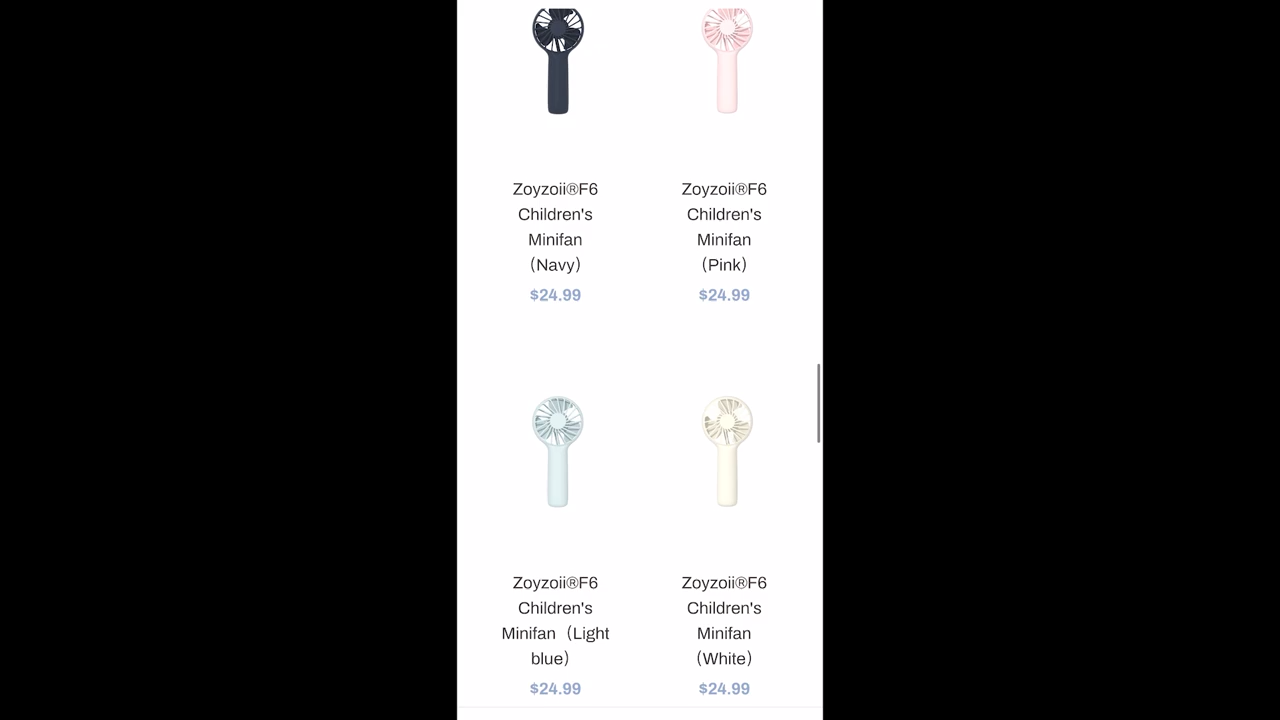 Zoyzoii®F6
Children's
Minifan
（Navy）
$24.99
Zoyzoii®F6
Children's
Minifan
（Pink）
$24.99
Zoyzoii®F6
Children's
Minifan（Light
blue）
$24.99
Zoyzoii®F6
Children's
Minifan
（White）
$24.99